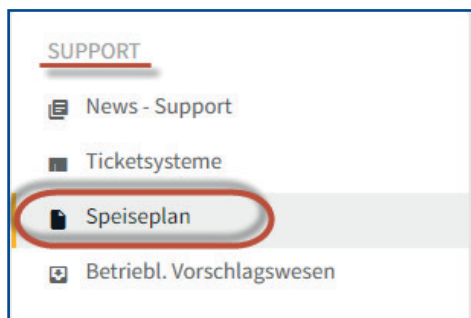 SUPPORT
News - Support
Ticketsysteme
Speiseplan
Betriebl. Vorschlagswesen